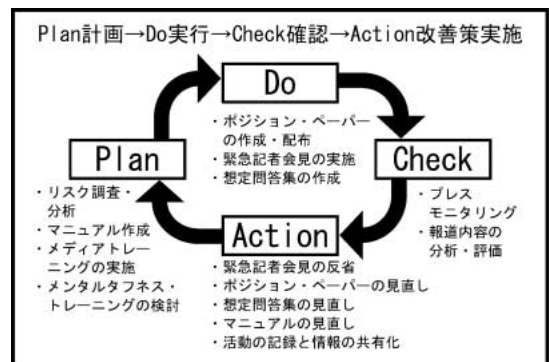 Plan計画→Do実行→Check確認→Action改善策実施
Do
・ポジション・ペーパー
の作成・配布
・緊急記者会見の実施
・想定問答集の作成
Plan
・リスク調査・
分析
・マニュアル作成
・メディアトレー
ニングの実施
・メンタルタフネス・
トレーニングの検討
Check
・プレス
モニタリング
・報道内容の
分析・評価
Action
・緊急記者会見の反省
・ポジション・ペーパーの見直し
・想定問答集の見直し
・マニュアルの見直し
・活動の記録と情報の共有化